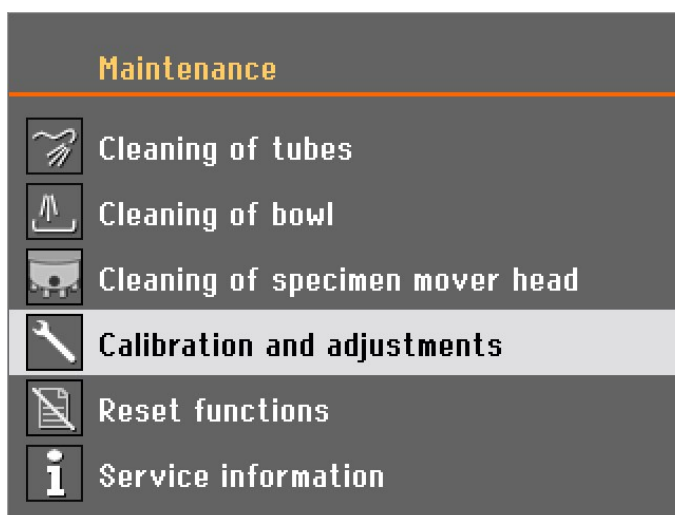 Maintenance
Cleaning of tubes
Cleaning of bowl
Cleaning of specimen mover head
Calibration and adjustments
Reset functions
Service information